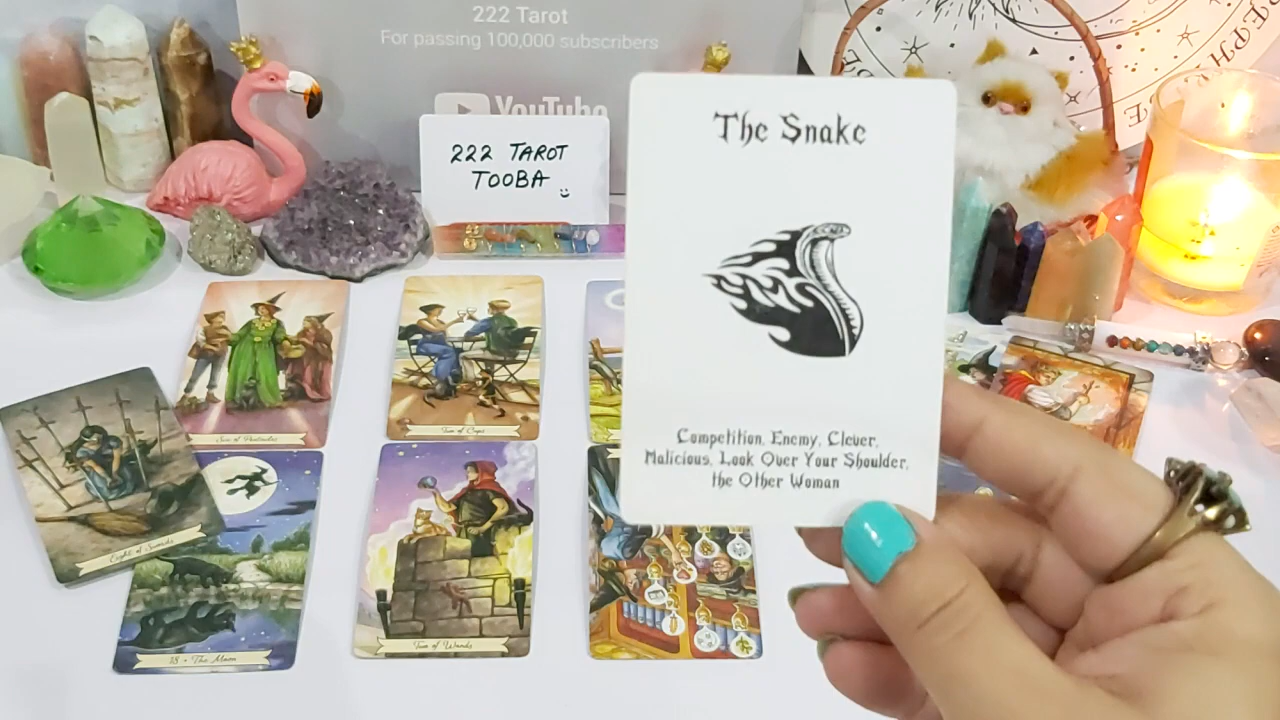 222 Tarot
For passing 100,000 subscribers
YouTube
222 TAROT
TOOBA
The Snake
Competition, Enemy, Clever,
Malicious, Look Over Your Shoulder,
the Other Woman
Six of Pentacles
Two of Cups
Eight of Swords
18 • The Moon
Two of Wands